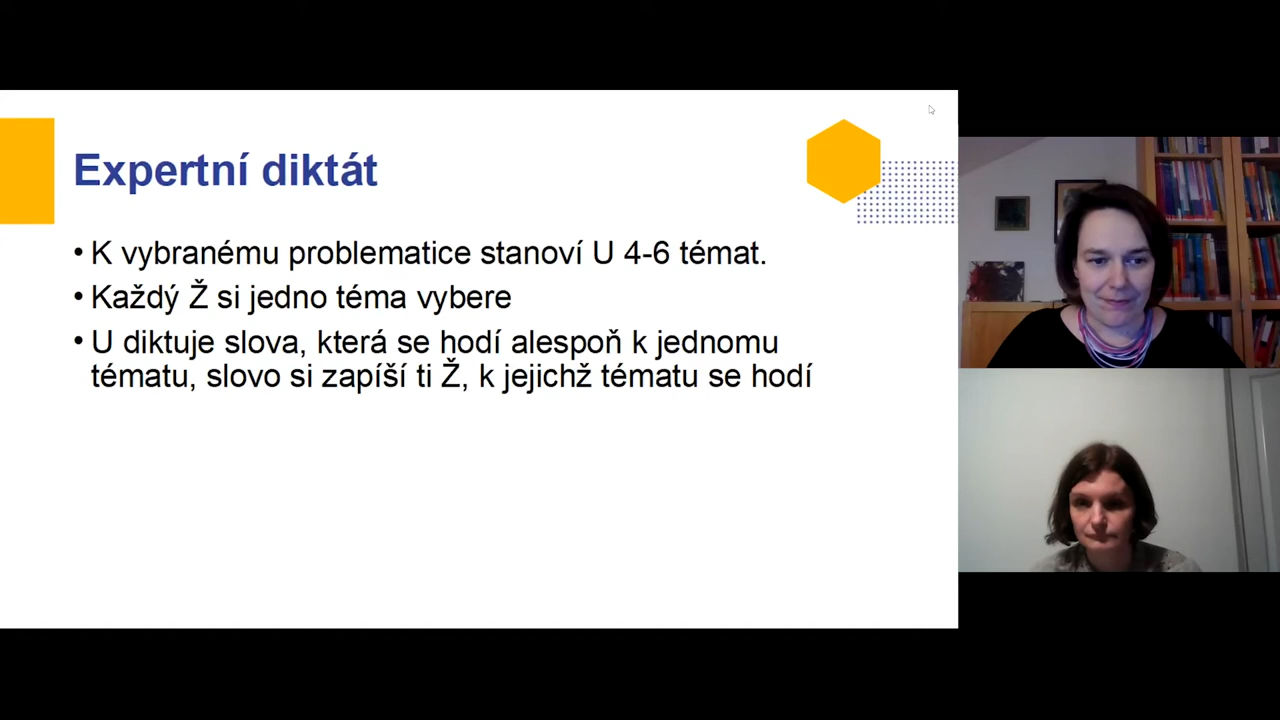 Expertní diktát
• K vybranému problematice stanoví U 4-6 témat.
• Každý Ž si jedno téma vybere
• U diktuje slova, která se hodí alespoň k jednomu
tématu, slovo si zapíší ti Ž, k jejichž tématu se hodí